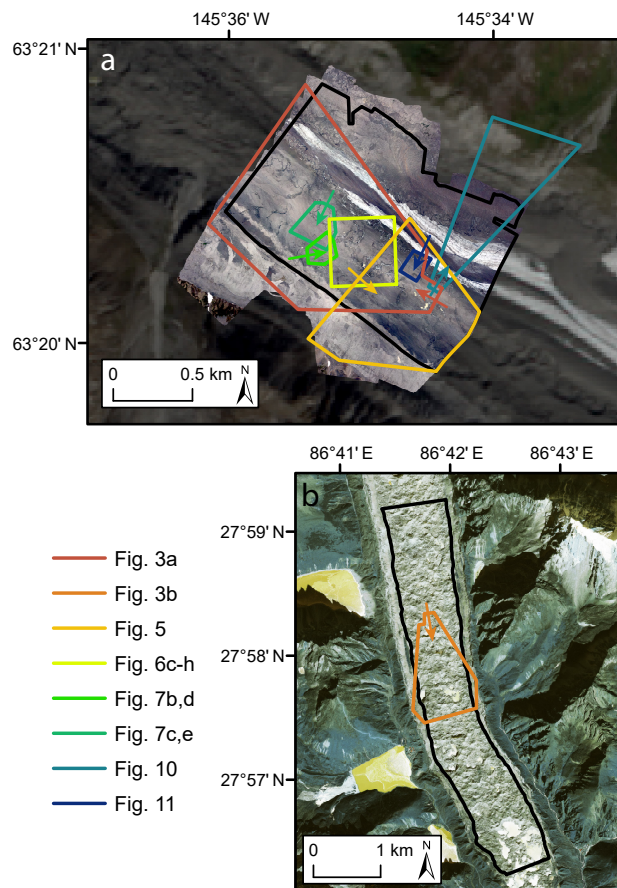 145°36' W 145°34' W
63°21' N
a
63°20' N
0 0.5 km
N
86°41' E 86°42' E 86°43' E
b
27°59' N
27°58' N
27°57' N
Fig. 3a
Fig. 3b
Fig. 5
Fig. 6c-h
Fig. 7b,d
Fig. 7c,e
Fig. 10
Fig. 11
0 1 km
N